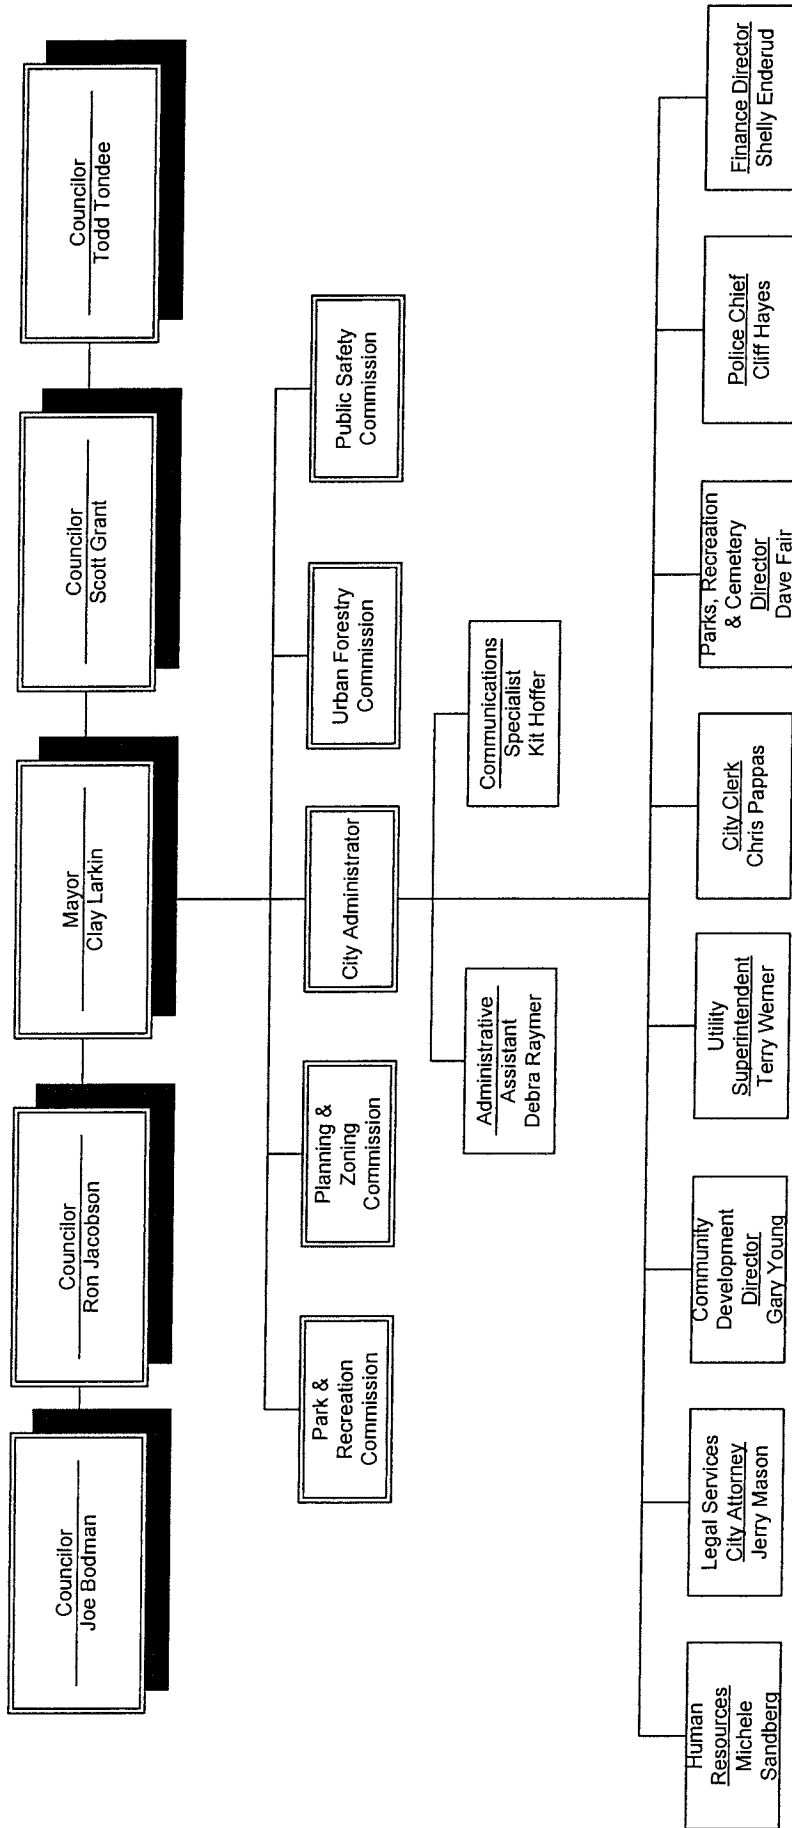 Councilor
Joe Bodman
Councilor
Ron Jacobson
Mayor
Clay Larkin
Councilor
Scott Grant
Councilor
Todd Tondee
Park &
Recreation
Commission
Planning &
Zoning
Commission
City Administrator
Urban Forestry
Commission
Public Safety
Commission
Administrative
Assistant
Debra Raymer
Communications
Specialist
Kit Hoffer
Human
Resources
Michele
Sandberg
Legal Services
City Attorney
Jerry Mason
Community
Development
Director
Gary Young
Utility
Superintendent
Terry Werner
City Clerk
Chris Pappas
Parks, Recreation
& Cemetery
Director
Dave Fair
Police Chief
Cliff Hayes
Finance Director
Shelly Enderud